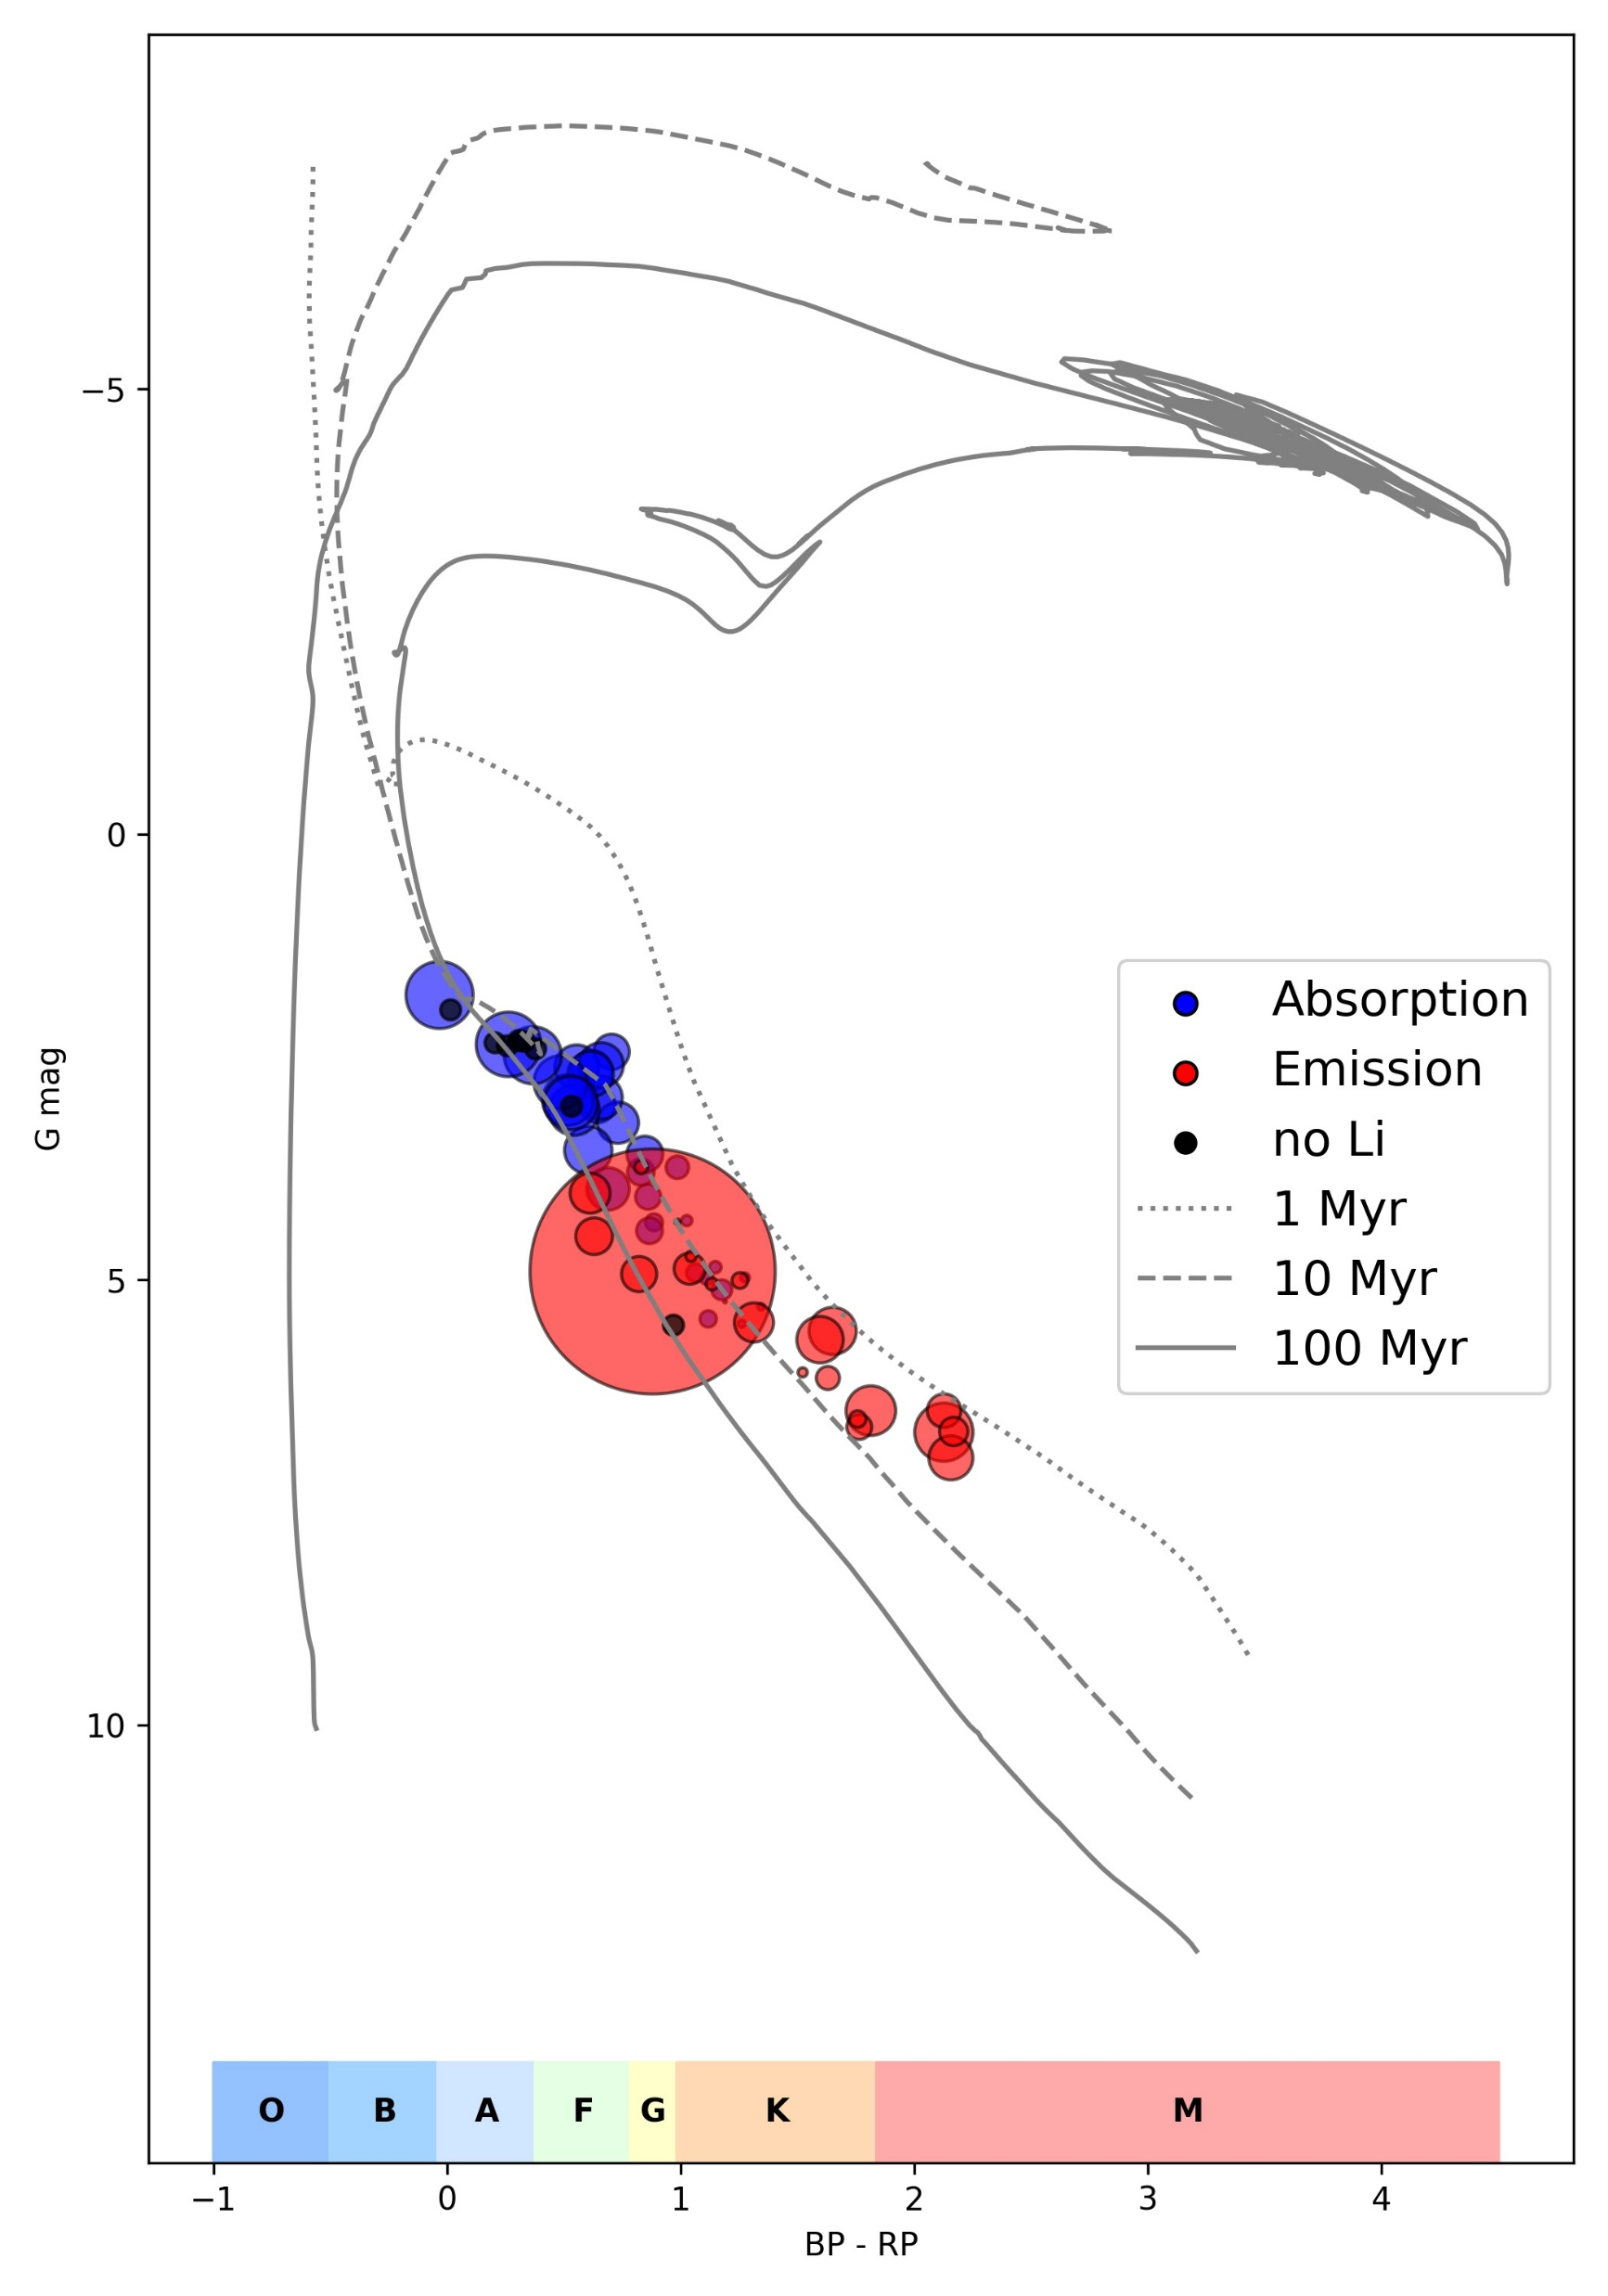 −5
0
5
10
G mag
Absorption
Emission
no Li
1 Myr
10 Myr
100 Myr
O B A F G K M
−1 0 1 2 3 4
BP - RP